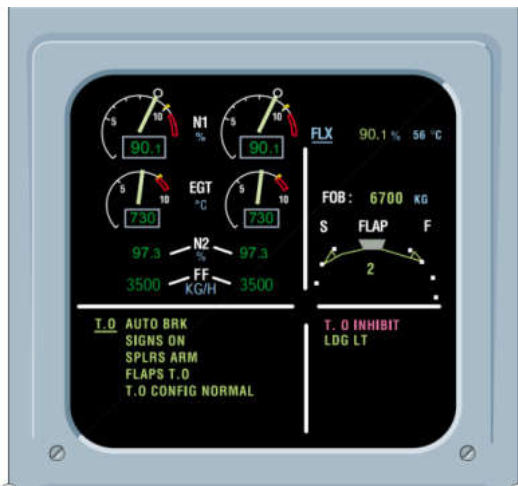 5 10 N1 5 10
90.1 % 90.1
FLX 90.1 % 56 °C
5 10 EGT 5 10
730 °C 730
FOB: 6700 KG
S FLAP F
2
97.3 N2 97.3
%
3500 FF 3500
KG/H
T.O AUTO BRK
SIGNS ON
SPLRS ARM
FLAPS T.O
T.O CONFIG NORMAL
T. O INHIBIT
LDG LT